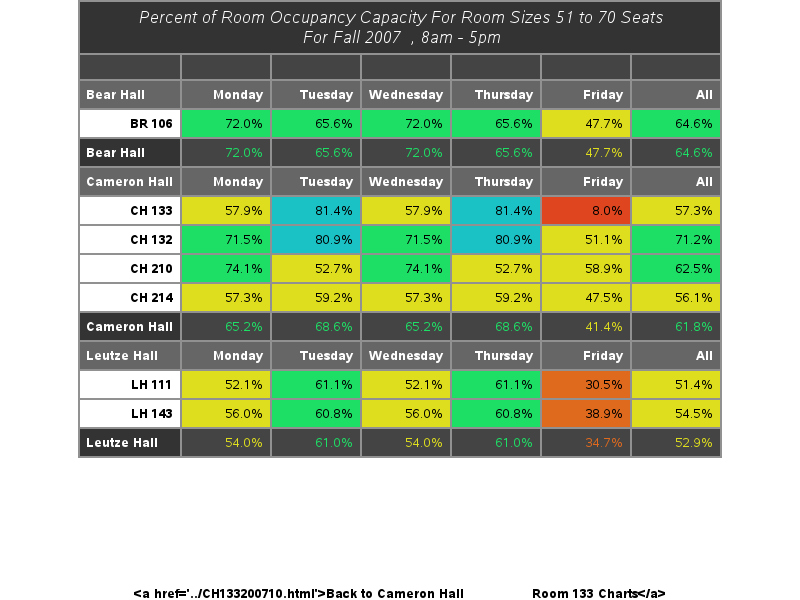 Percent of Room Occupancy Capacity For Room Sizes 51 to 70 Seats
For Fall 2007 , 8am - 5pm
Bear Hall Monday Tuesday Wednesday Thursday Friday All
BR 106 72.0% 65.6% 72.0% 65.6% 47.7% 64.6%
Bear Hall 72.0% 65.6% 72.0% 65.6% 47.7% 64.6%
Cameron Hall Monday Tuesday Wednesday Thursday Friday All
CH 133 57.9% 81.4% 57.9% 81.4% 8.0% 57.3%
CH 132 71.5% 80.9% 71.5% 80.9% 51.1% 71.2%
CH 210 74.1% 52.7% 74.1% 52.7% 58.9% 62.5%
CH 214 57.3% 59.2% 57.3% 59.2% 47.5% 56.1%
Cameron Hall 65.2% 68.6% 65.2% 68.6% 41.4% 61.8%
Leutze Hall Monday Tuesday Wednesday Thursday Friday All
LH 111 52.1% 61.1% 52.1% 61.1% 30.5% 51.4%
LH 143 56.0% 60.8% 56.0% 60.8% 38.9% 54.5%
Leutze Hall 54.0% 61.0% 54.0% 61.0% 34.7% 52.9%
<a href='../CH133200710.html'>Back to Cameron Hall Room 133 Charts</a>